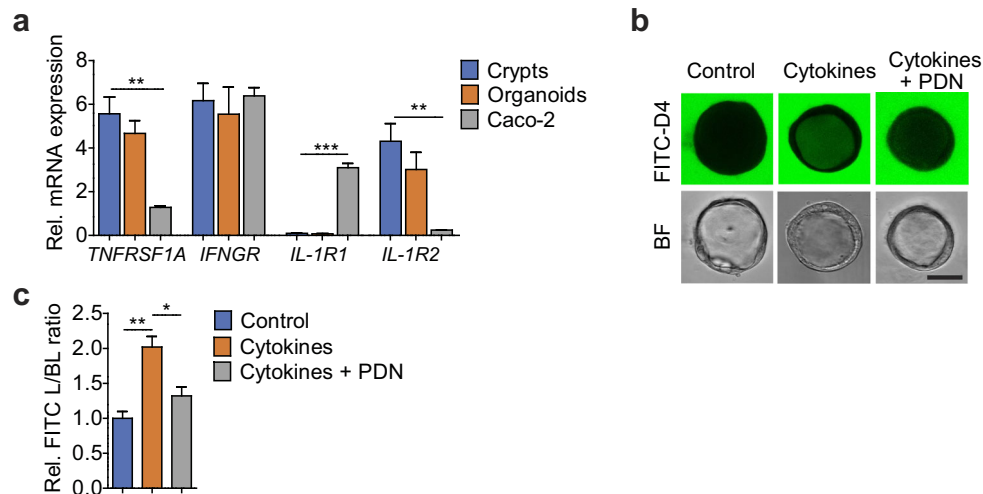 a
Rel. mRNA expression
8
6
4
2
0
**
***
**
Crypts
Organoids
Caco-2
TNFRSF1A IFNGR IL-1R1 IL-1R2
b
Control Cytokines Cytokines
+ PDN
FITC-D4
BF
c
Rel. FITC L/BL ratio
2.5
2.0
1.5
1.0
0.5
0.0
**
*
Control
Cytokines
Cytokines + PDN